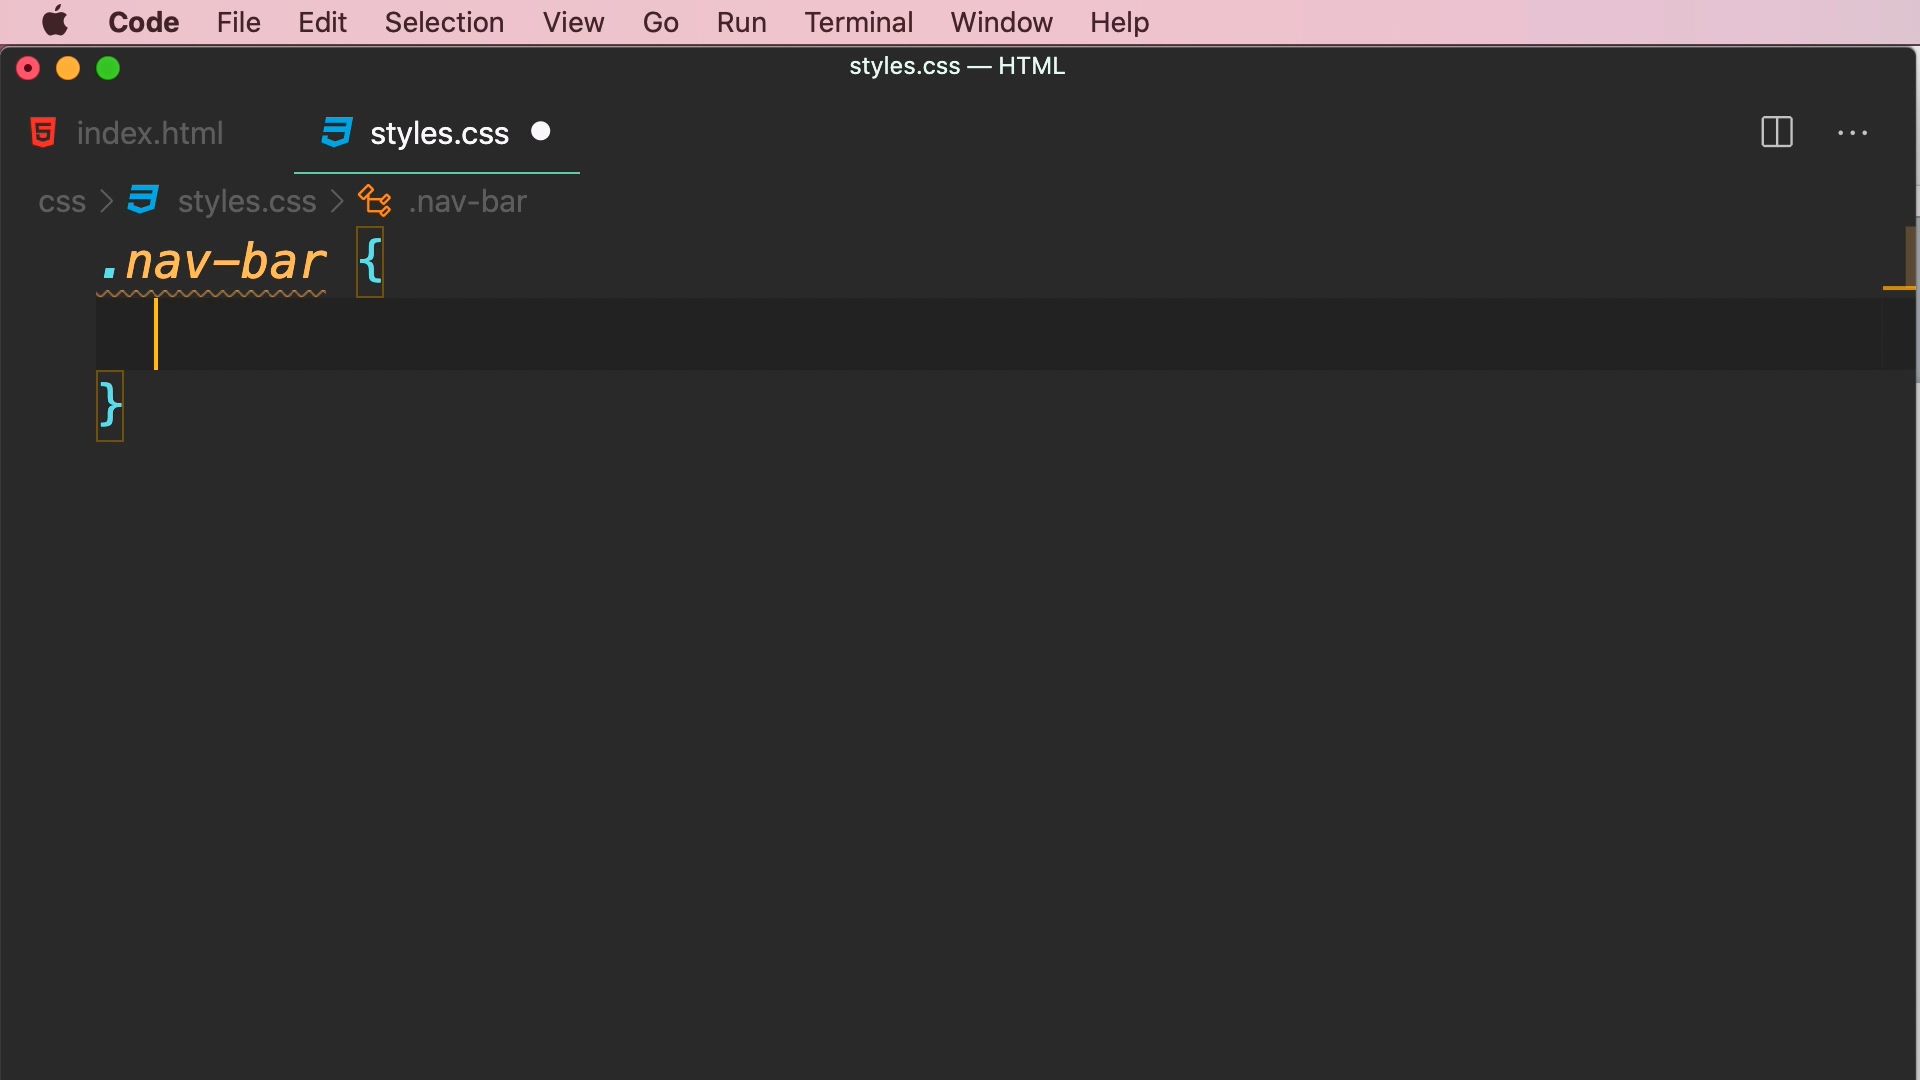 Code File Edit Selection View Go Run Terminal Window Help
styles.css — HTML
index.html styles.css
css > styles.css > .nav-bar
.nav-bar {
}